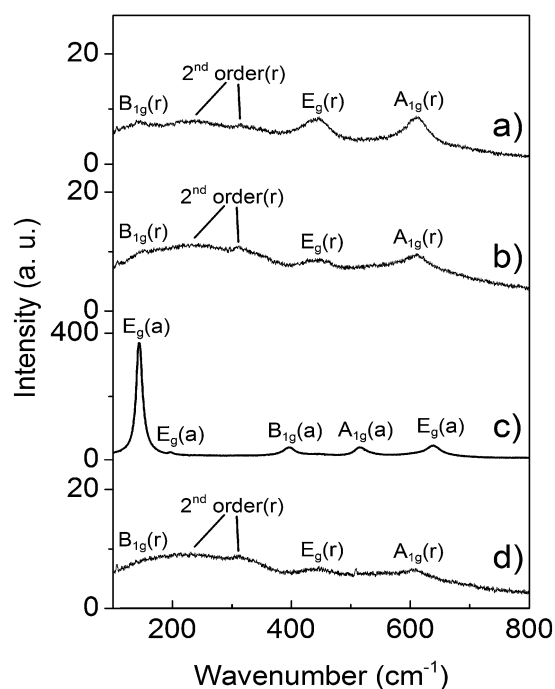 20
2nd order(r)
B1g(r)
Eg(r)
A1g(r)
a)
0
20
2nd order(r)
B1g(r)
Eg(r)
A1g(r)
b)
0
Eg(a)
400
Eg(a)
B1g(a)
A1g(a)
Eg(a)
c)
0
20
2nd order(r)
B1g(r)
Eg(r)
A1g(r)
d)
0
200
400
600
800
Wavenumber (cm-1)
Intensity (a. u.)